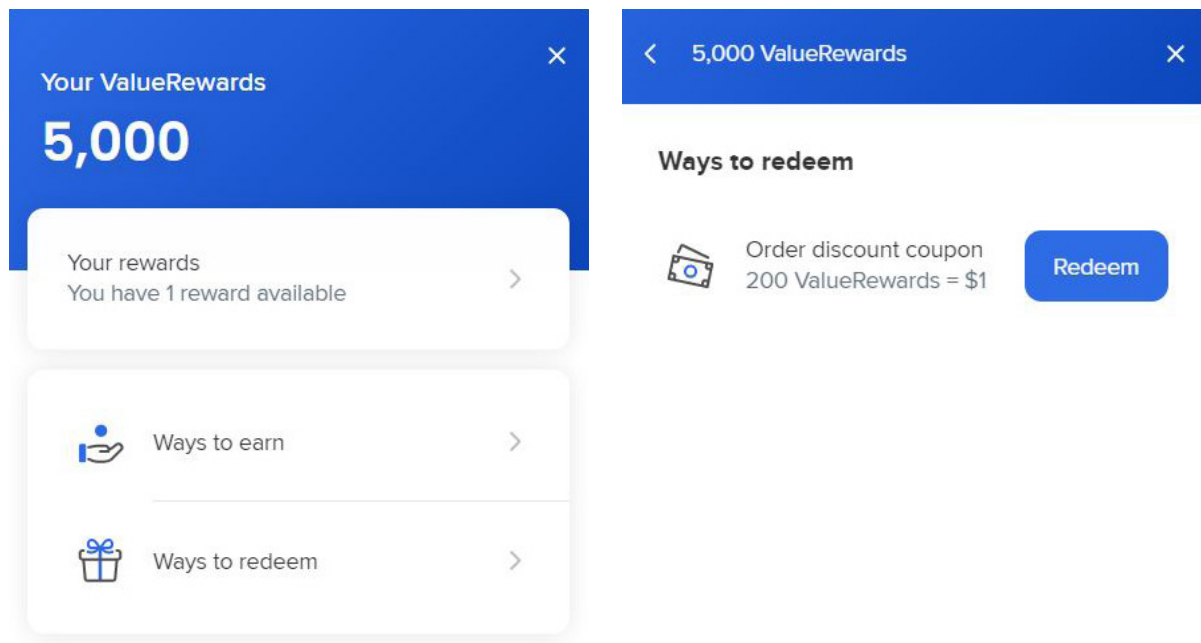 Your ValueRewards
5,000
Your rewards
You have 1 reward available
Ways to earn
Ways to redeem
5,000 ValueRewards
Ways to redeem
Order discount coupon
200 ValueRewards = $1
Redeem